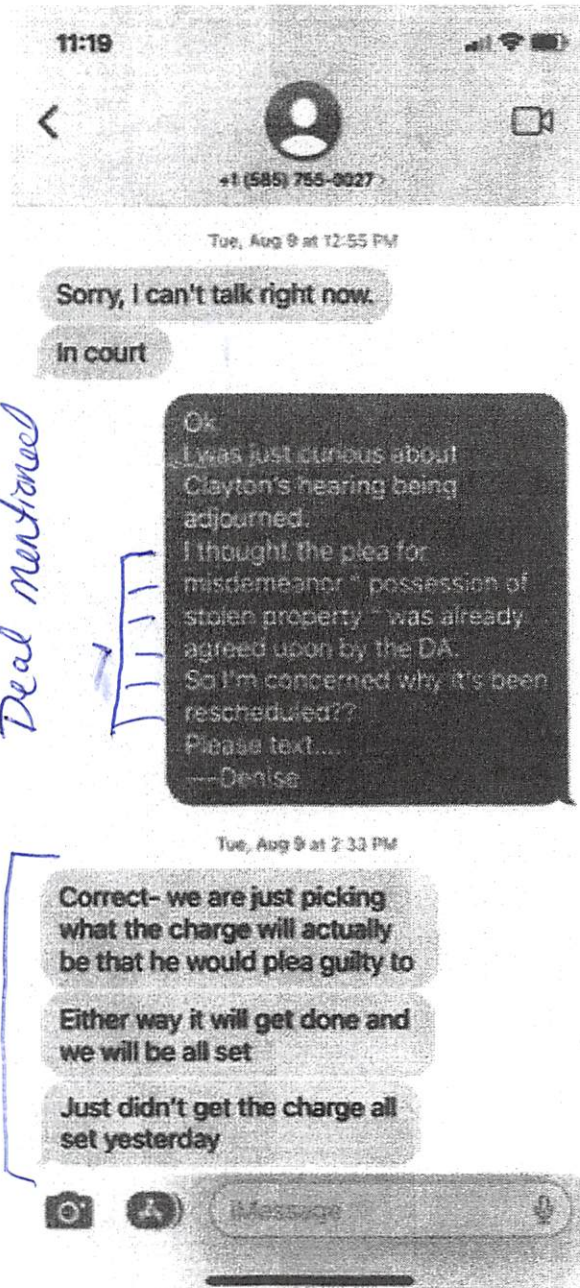 11:19
+1 (585) 755-0027 >
Tue, Aug 9 at 12:55 PM
Sorry, I can't talk right now.
In court
Deal mentioned
Ok
I was just curious about
Clayton's hearing being
adjourned.
I thought the plea for
misdemeanor " possession of
stolen property " was already
agreed upon by the DA.
So I'm concerned why it's been
rescheduled??
Please text....
----Denise
Tue, Aug 9 at 2:33 PM
Correct- we are just picking
what the charge will actually
be that he would plea guilty to
Either way it will get done and
we will be all set
Just didn't get the charge all
set yesterday
iMessage